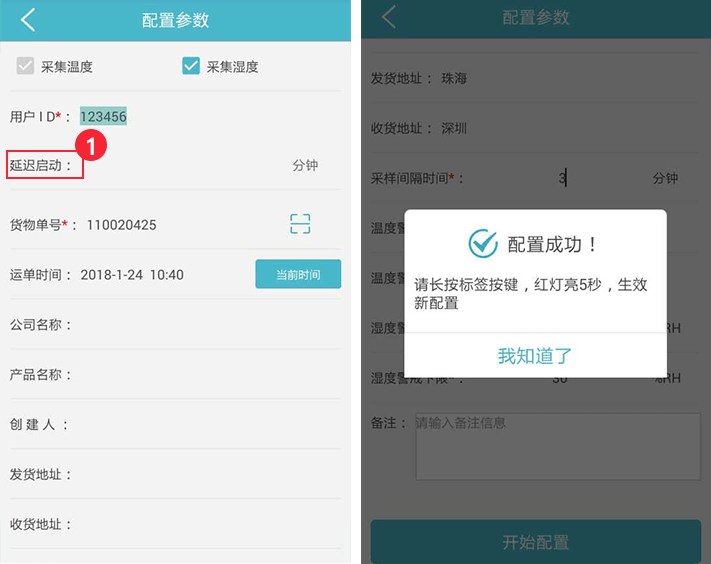 配置参数
采集温度 采集湿度
用户 I D*： 123456
1
延迟启动： 分钟
货物单号*： 110020425
运单时间： 2018-1-24 10:40 当前时间
公司名称：
产品名称：
创 建 人 ：
发货地址：
收货地址：
配置参数
发货地址： 珠海
收货地址： 深圳
采样间隔时间*： 3 分钟
温度警
温度警
湿度警 RH
湿度警戒下限*： 30 %RH
配置成功！
请长按标签按键，红灯亮5秒，生效
新配置
我知道了
备注： 请输入备注信息
开始配置